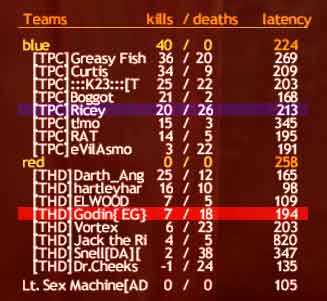 Teams kills / deaths latency
blue 40 / 0 224
[TPC]Greasy Fish 36 / 20 269
[TPC]Curtis 34 / 9 209
[TPC]:::K23:::[T 25 / 22 203
[TPC]Boggot 21 / 2 168
[TPC]Ricey 20 / 26 213
[TPC]t!mo 15 / 3 345
[TPC]RAT 14 / 5 195
[TPC]eVilAsmo 3 / 22 191
red 0 / 0 258
[THD]Darth_Ang 25 / 12 165
[THD]hartleyhar 16 / 10 98
[THD]ELWOOD 7 / 5 109
[THD]Godin{EG} 7 / 18 194
[THD]Vortex 6 / 23 203
[THD]Jack the Ri 4 / 5 820
[THD]Snell[DA][ 2 / 38 347
[THD]Dr.Cheeks -1 / 24 135
Lt. Sex Machine[AD 0 / 0 105